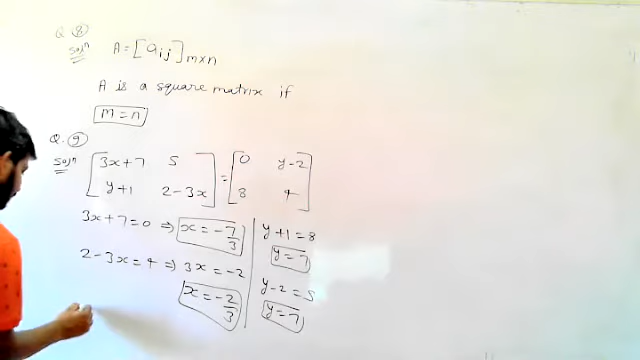 Q. 8
Solⁿ A = [aij]m×n
A is a square matrix if
m = n
Q. 9
Solⁿ [3x+7 5] = [0 y-2]
[y+1 2-3x] [8 4]
3x+7=0 ⇒ x = -7/3
y+1=8
y=7
2-3x=4 ⇒ 3x=-2
x = -2/3
y-2=5
y=7